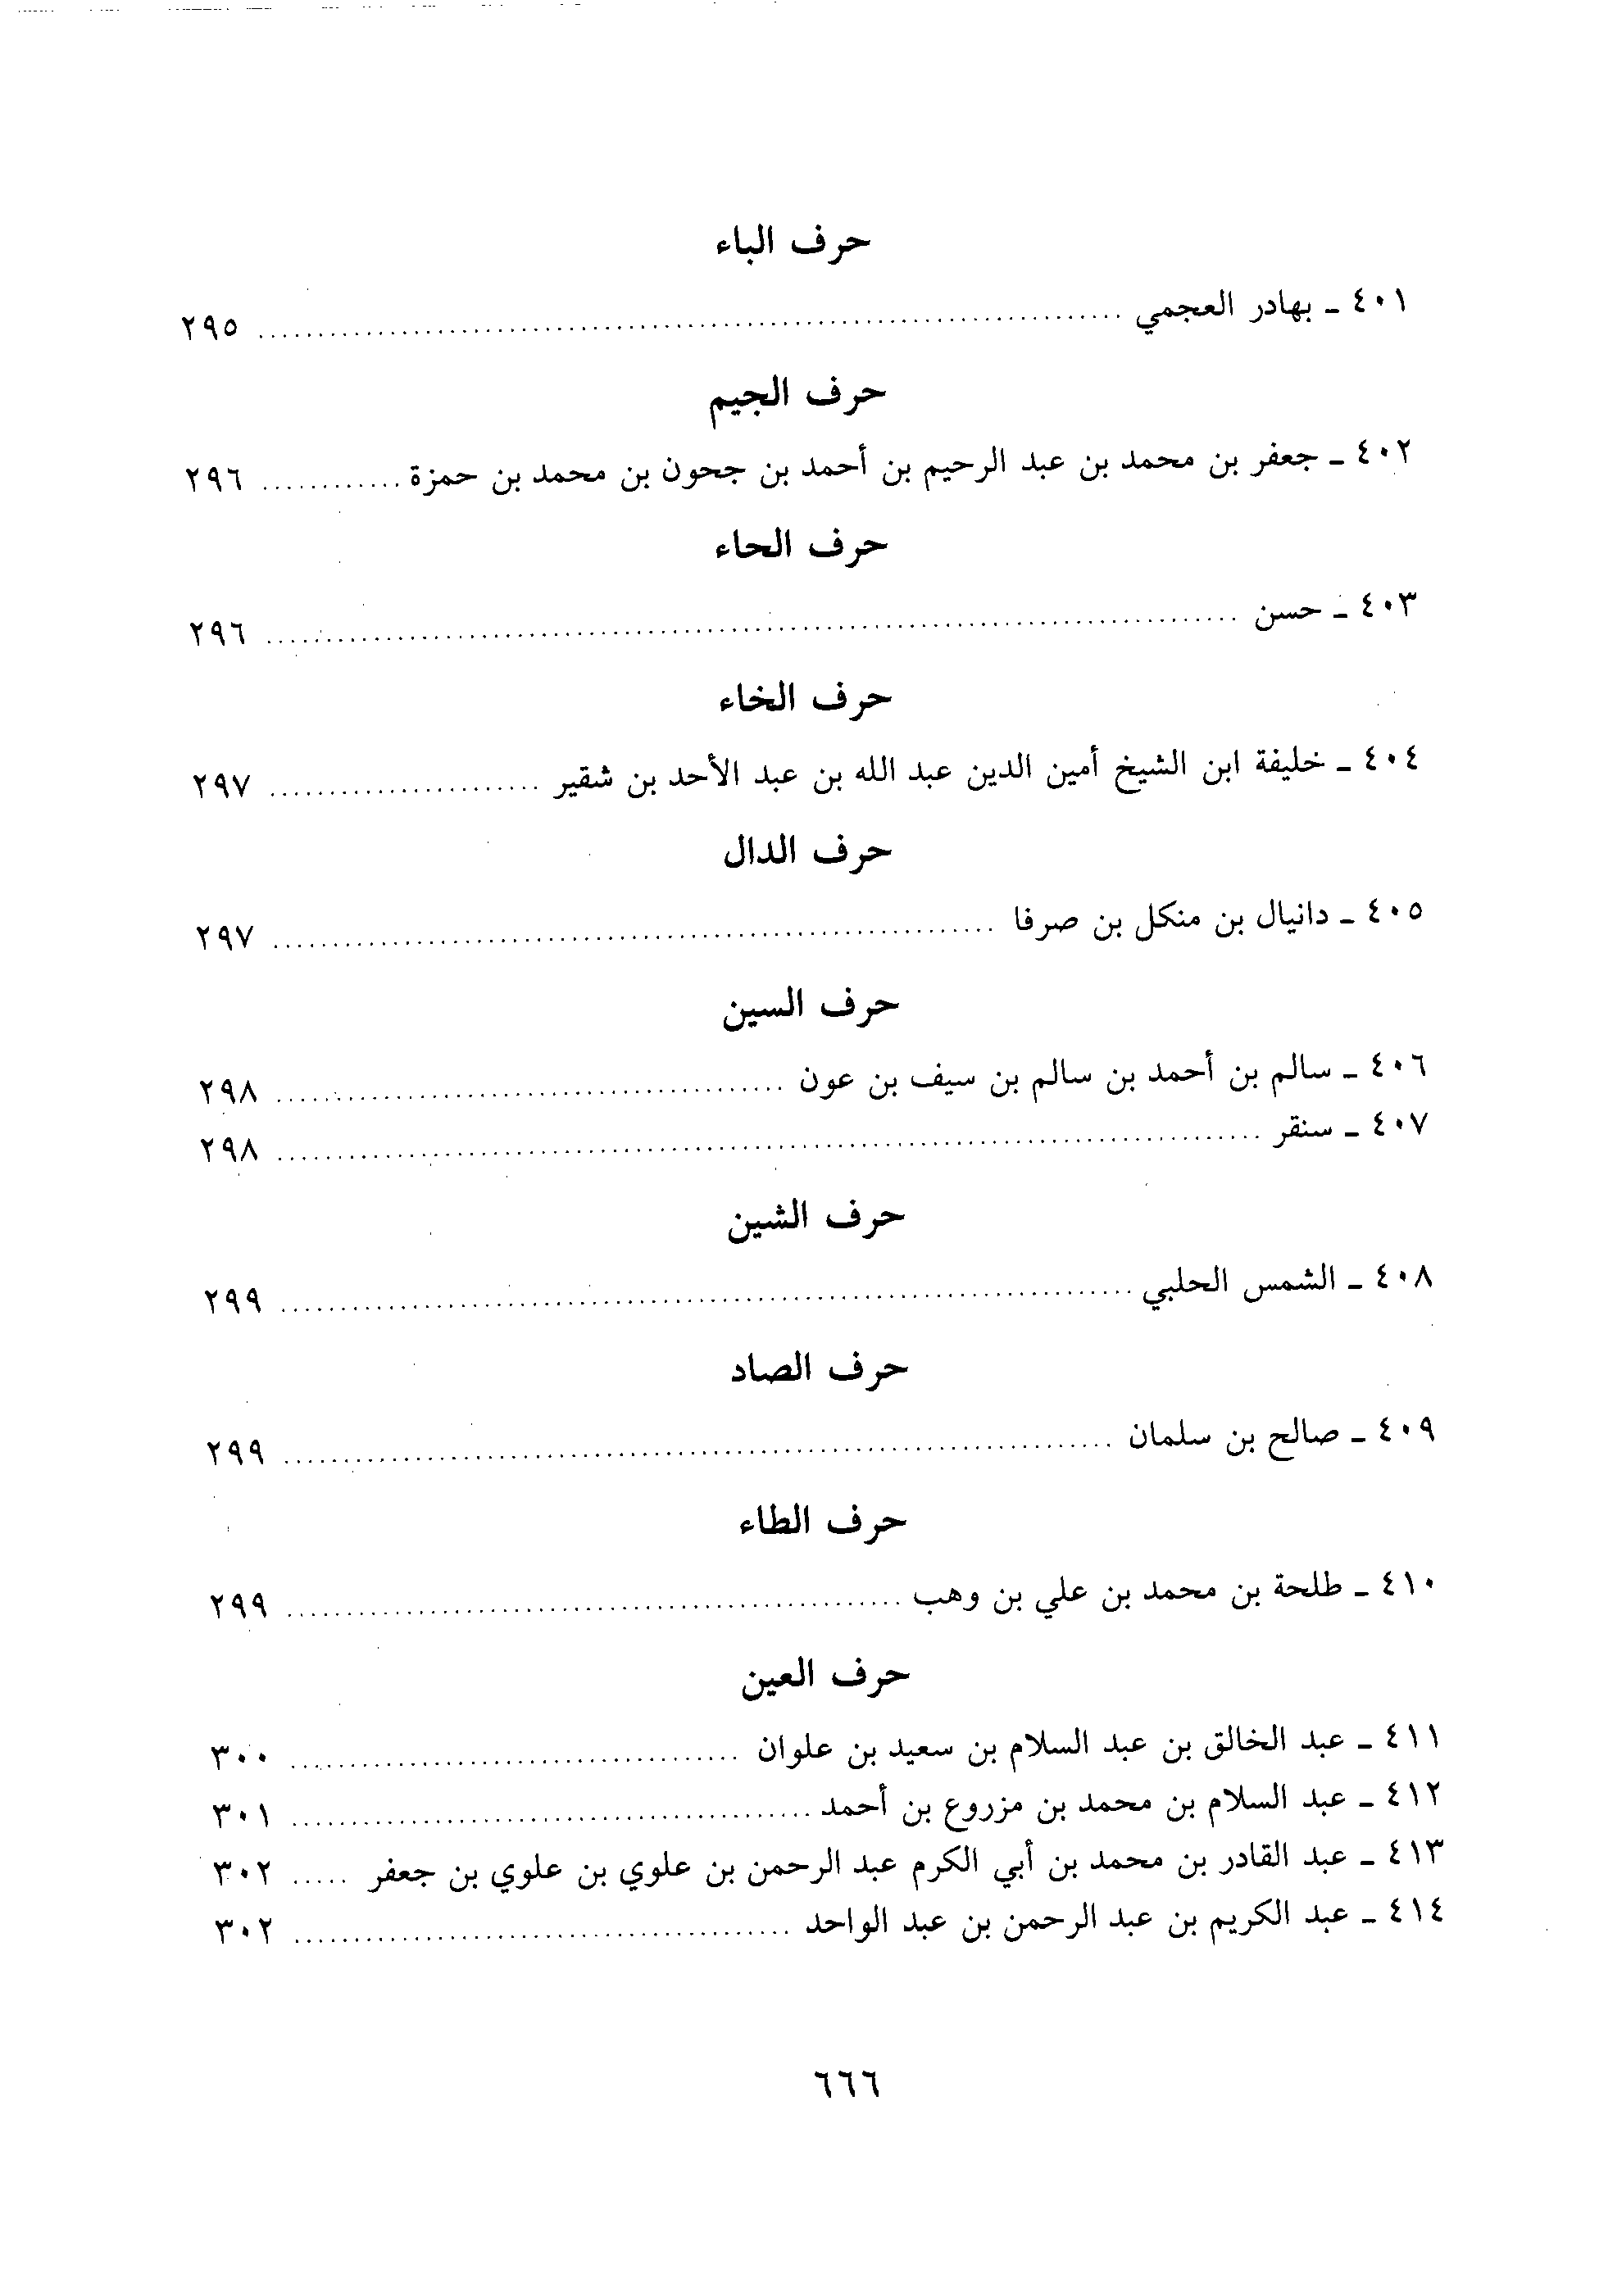 حرف الباء
٤٠١ ـ بهادر العجمي ........ ٢٩٥
حرف الجيم
٤٠٢ ـ جعفر بن محمد بن عبد الرحيم بن أحمد بن جحون بن محمد بن حمزة ........ ٢٩٦
حرف الحاء
٤٠٣ ـ حسن ........ ٢٩٦
حرف الخاء
٤٠٤ ـ خليفة ابن الشيخ أمين الدين عبد الله بن عبد الأحد بن شقير ........ ٢٩٧
حرف الدال
٤٠٥ ـ دانيال بن منكل بن صرفا ........ ٢٩٧
حرف السين
٤٠٦ ـ سالم بن أحمد بن سالم بن سيف بن عون ........ ٢٩٨
٤٠٧ ـ سنقر ........ ٢٩٨
حرف الشين
٤٠٨ ـ الشمس الحلبي ........ ٢٩٩
حرف الصاد
٤٠٩ ـ صالح بن سلمان ........ ٢٩٩
حرف الطاء
٤١٠ ـ طلحة بن محمد بن علي بن وهب ........ ٢٩٩
حرف العين
٤١١ ـ عبد الخالق بن عبد السلام بن سعيد بن علوان ........ ٣٠٠
٤١٢ ـ عبد السلام بن محمد بن مزروع بن أحمد ........ ٣٠١
٤١٣ ـ عبد القادر بن محمد بن أبي الكرم عبد الرحمن بن علوي بن علوي بن جعفر ..... ٣٠٢
٤١٤ ـ عبد الكريم بن عبد الرحمن بن عبد الواحد ........ ٣٠٢
٦٦٦